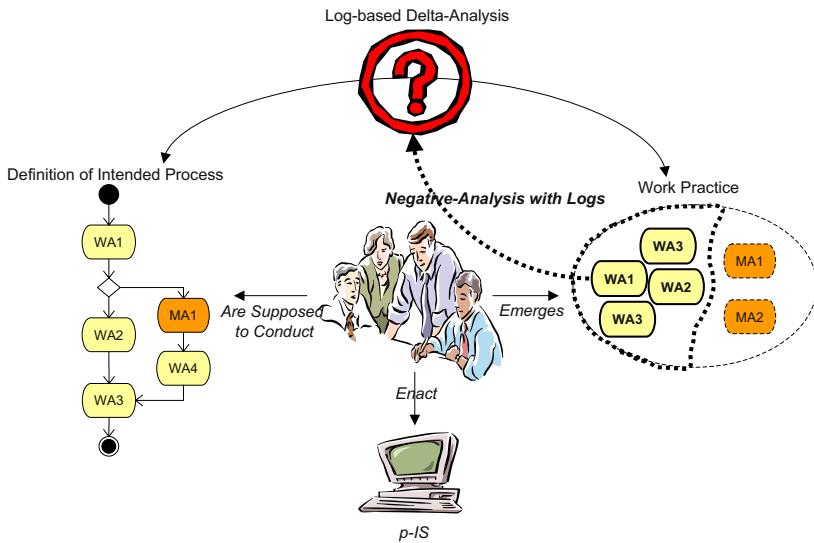 Log-based Delta-Analysis
Definition of Intended Process
Work Practice
Negative-Analysis with Logs
WA1
WA2
MA1
WA4
WA3
Are Supposed
to Conduct
Emerges
Enact
p-IS
WA3
WA1
WA2
WA3
MA1
MA2